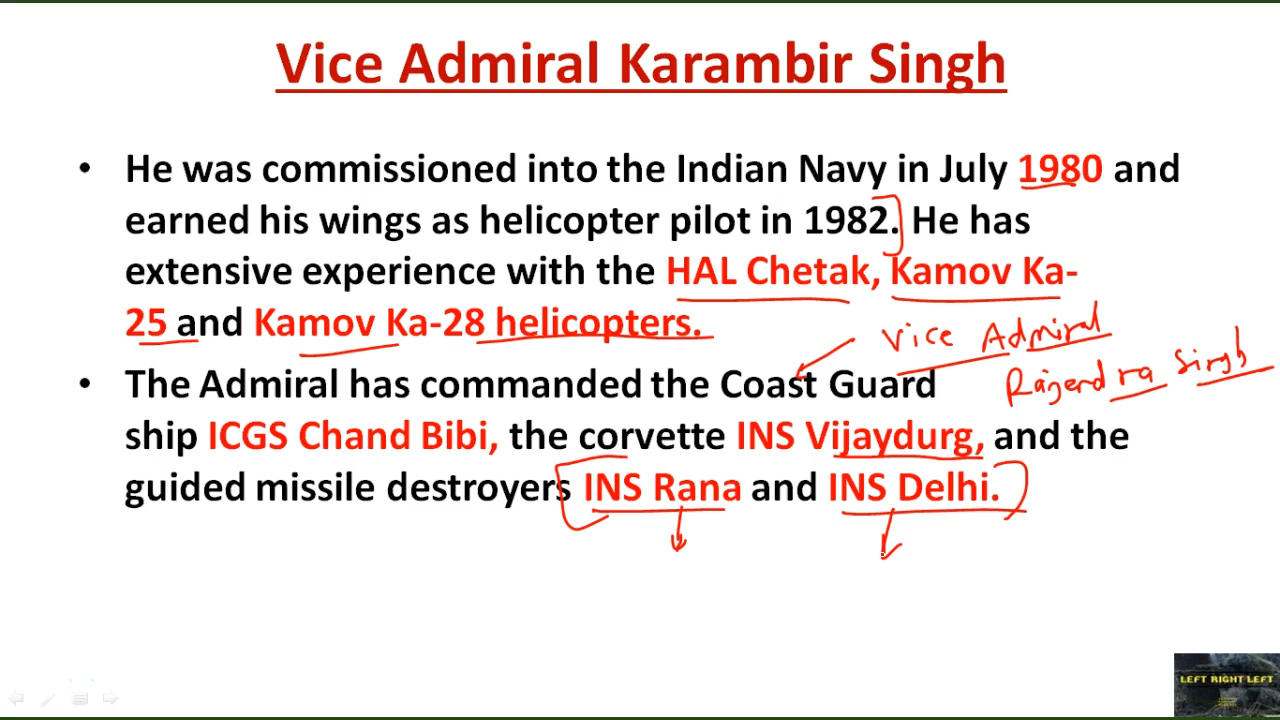 Vice Admiral Karambir Singh
• He was commissioned into the Indian Navy in July 1980 and
earned his wings as helicopter pilot in 1982. He has
extensive experience with the HAL Chetak, Kamov Ka-
25 and Kamov Ka-28 helicopters.
Vice Admiral
Rajendra Singh
• The Admiral has commanded the Coast Guard
ship ICGS Chand Bibi, the corvette INS Vijaydurg, and the
guided missile destroyers INS Rana and INS Delhi.
LEFT RIGHT LEFT